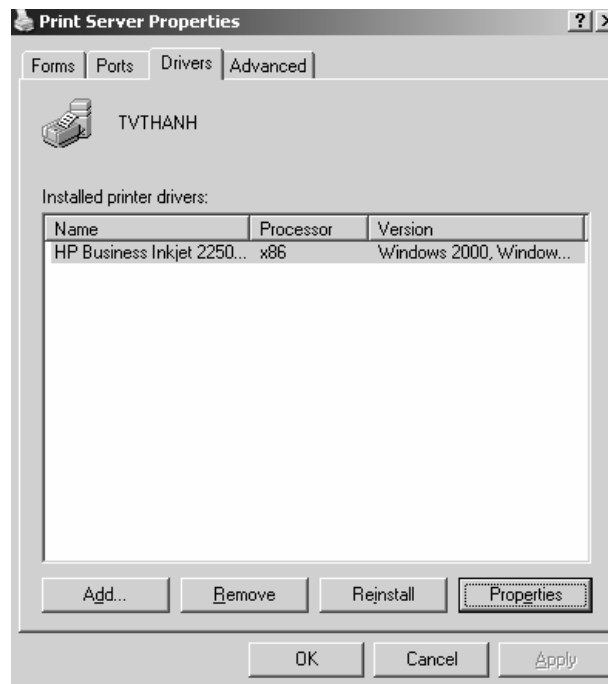 Print Server Properties
? x
Forms Ports Drivers Advanced
TVTHANH
Installed printer drivers:
Name Processor Version
HP Business Inkjet 2250... x86 Windows 2000, Window...
Add... Remove Reinstall Properties
OK Cancel Apply